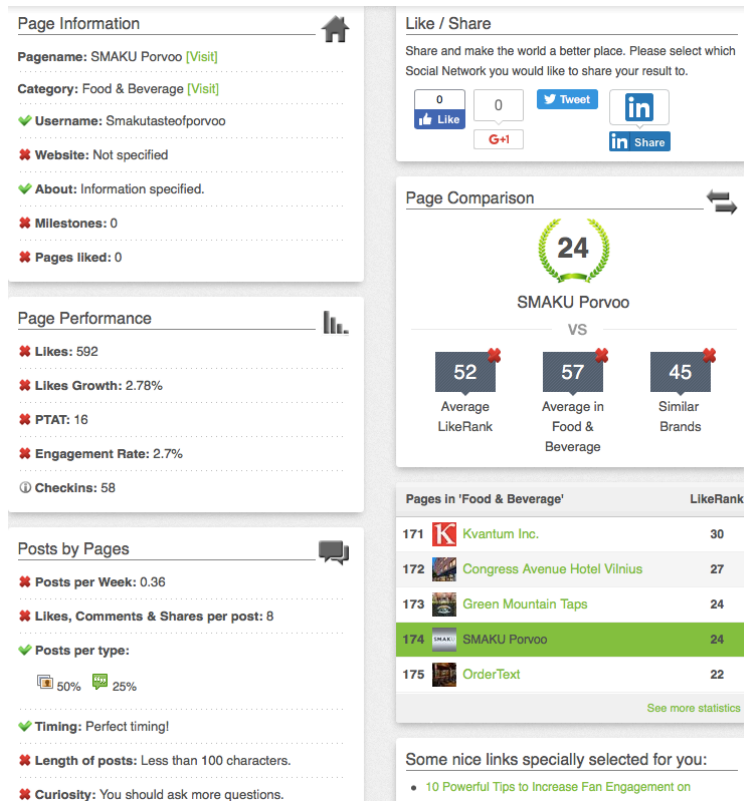 Page Information
Pagename: SMAKU Porvoo [Visit]
Category: Food & Beverage [Visit]
Username: Smakutasteofporvoo
Website: Not specified
About: Information specified.
Milestones: 0
Pages liked: 0
Page Performance
Likes: 592
Likes Growth: 2.78%
PTAT: 16
Engagement Rate: 2.7%
Checkins: 58
Posts by Pages
Posts per Week: 0.36
Likes, Comments & Shares per post: 8
Posts per type:
50% 25%
Timing: Perfect timing!
Length of posts: Less than 100 characters.
Curiosity: You should ask more questions.
Like / Share
Share and make the world a better place. Please select which
Social Network you would like to share your result to.
0
Like
0
G+1
Tweet
in
in Share
Page Comparison
24
SMAKU Porvoo
VS
52
Average
LikeRank
57
Average in
Food &
Beverage
45
Similar
Brands
Pages in 'Food & Beverage' LikeRank
171 K Kvantum Inc. 30
172 Congress Avenue Hotel Vilnius 27
173 Green Mountain Taps 24
174 SMAKU SMAKU Porvoo 24
175 OrderText 22
See more statistics
Some nice links specially selected for you:
10 Powerful Tips to Increase Fan Engagement on